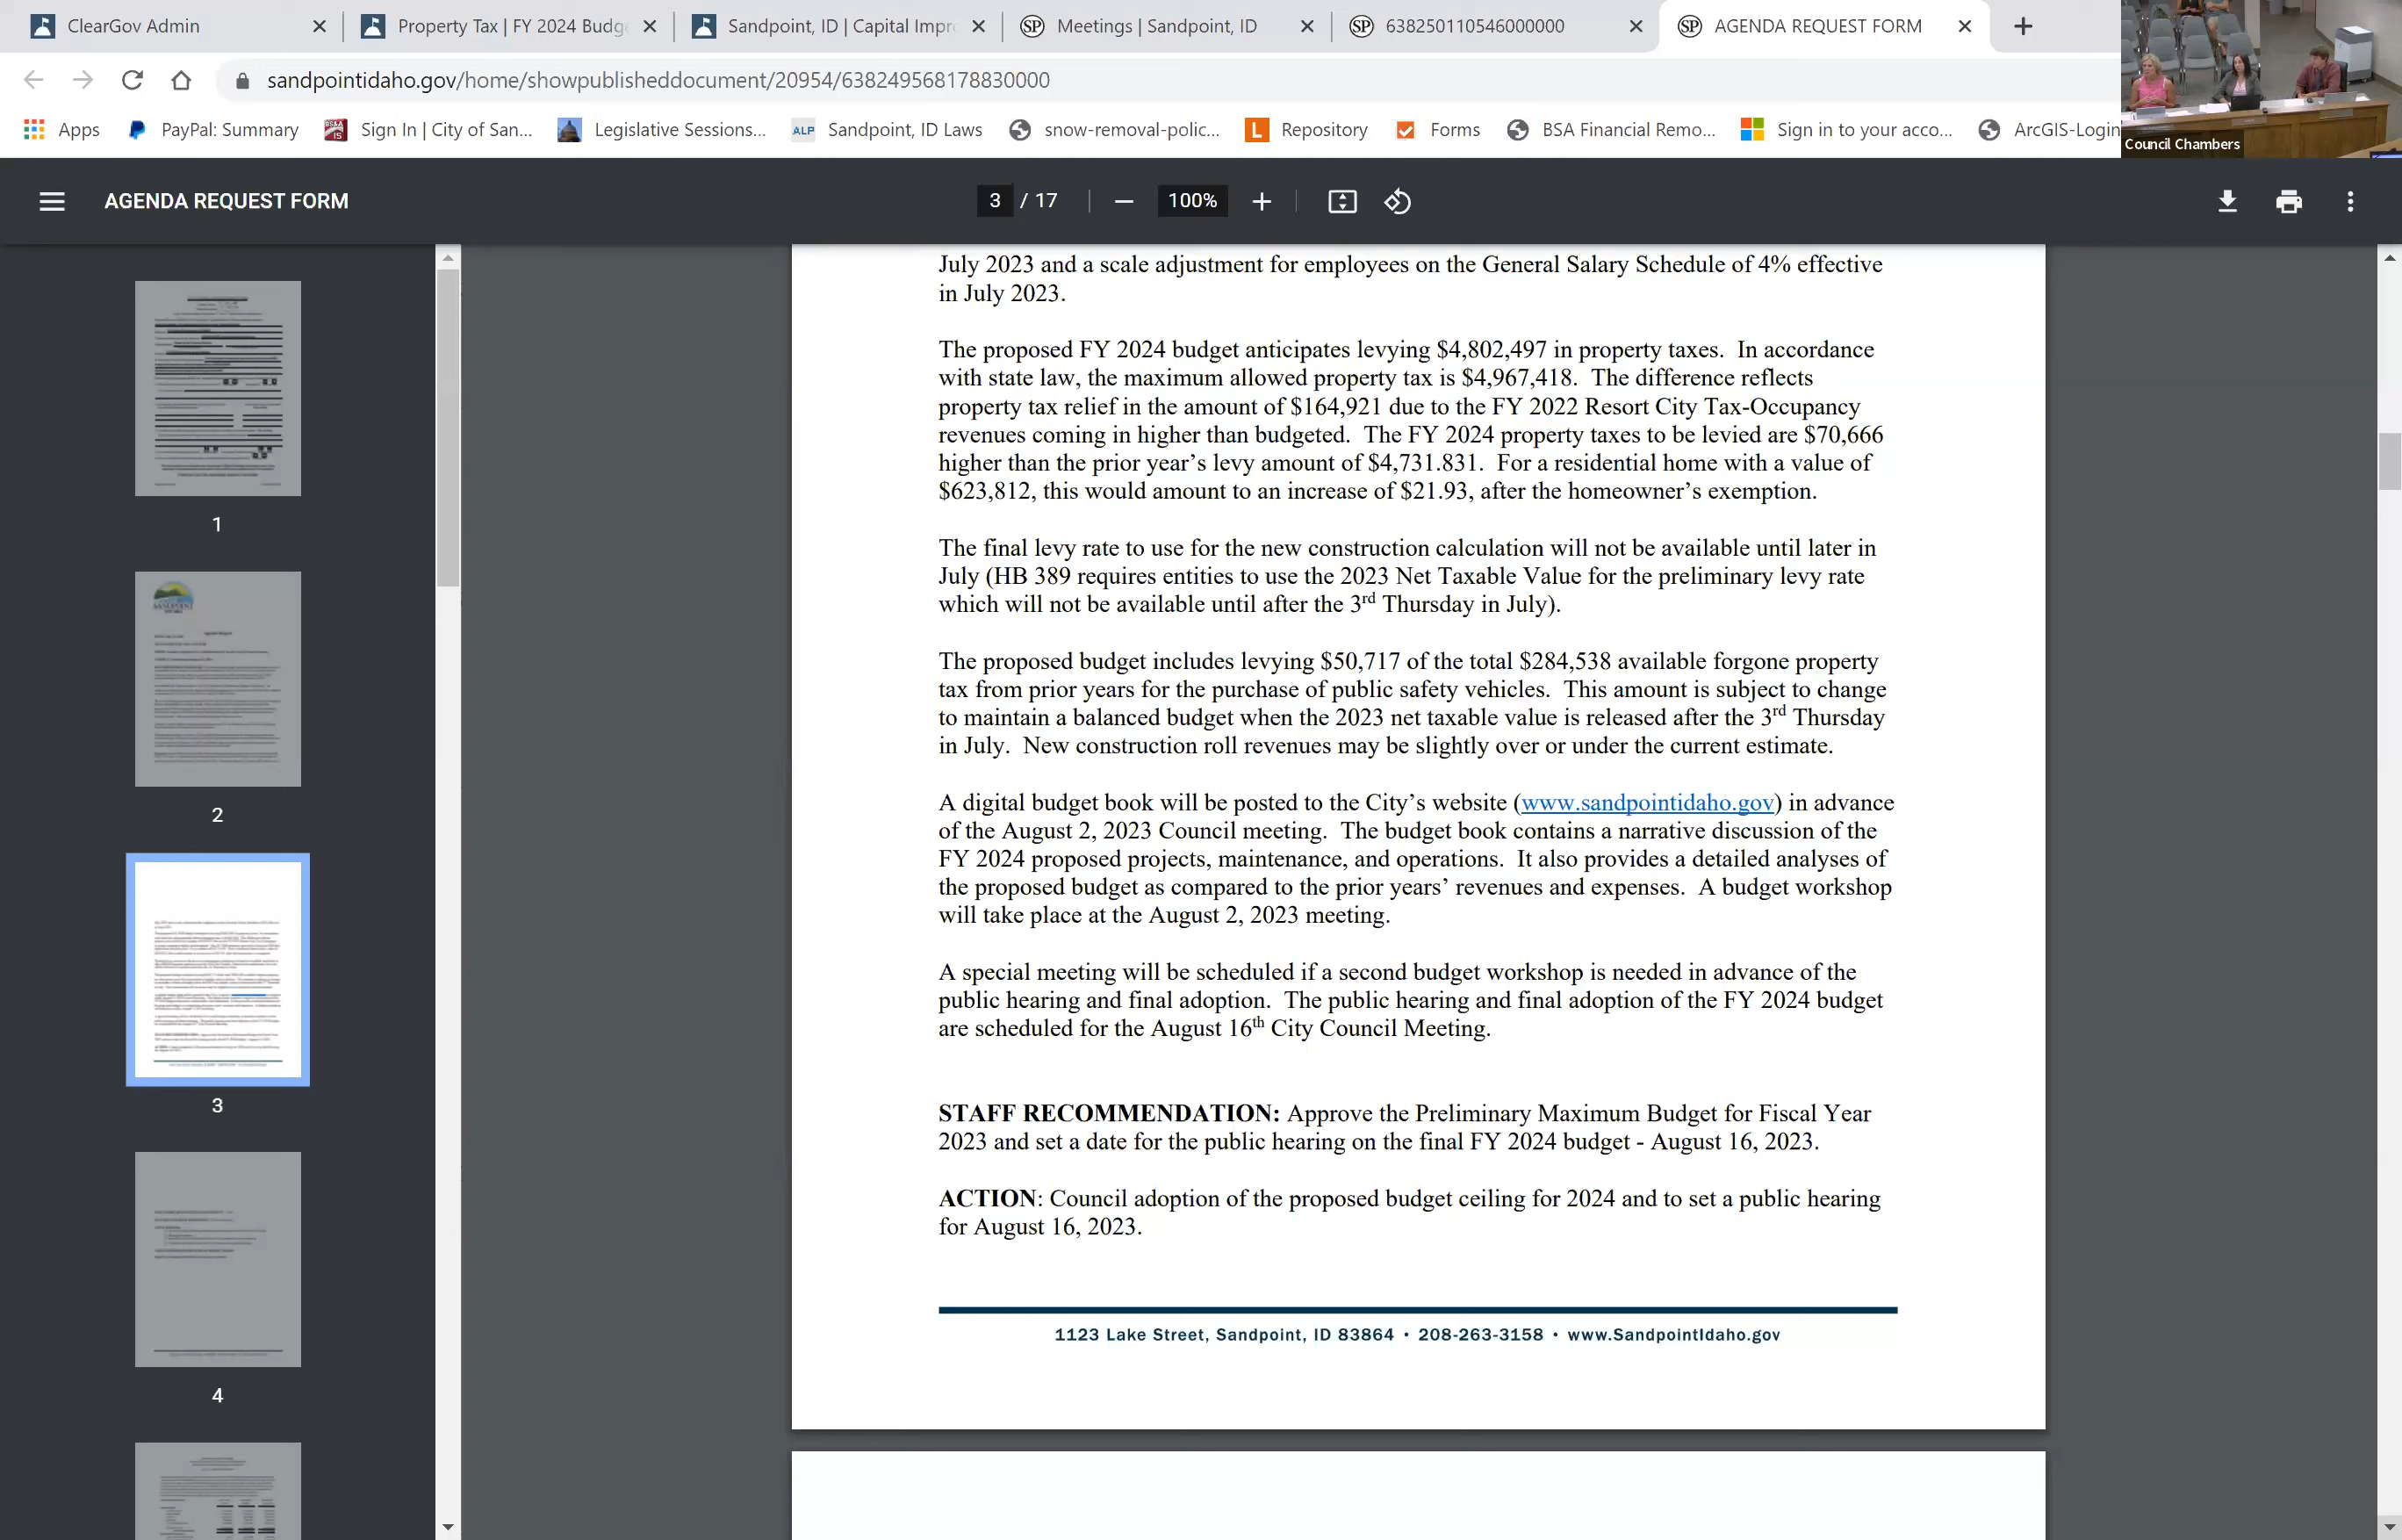 ClearGov Admin
Property Tax | FY 2024 Budg
Sandpoint, ID | Capital Impr
Meetings | Sandpoint, ID
638250110546000000
AGENDA REQUEST FORM
sandpointidaho.gov/home/showpublisheddocument/20954/638249568178830000
Apps
PayPal: Summary
Sign In | City of San...
Legislative Sessions...
ALP
Sandpoint, ID Laws
snow-removal-polic...
Repository
Forms
BSA Financial Remo...
Sign in to your acco...
ArcGIS-Login
Council Chambers
AGENDA REQUEST FORM
3 / 17
100%
1
2
3
4
July 2023 and a scale adjustment for employees on the General Salary Schedule of 4% effective
in July 2023.
The proposed FY 2024 budget anticipates levying $4,802,497 in property taxes. In accordance
with state law, the maximum allowed property tax is $4,967,418. The difference reflects
property tax relief in the amount of $164,921 due to the FY 2022 Resort City Tax-Occupancy
revenues coming in higher than budgeted. The FY 2024 property taxes to be levied are $70,666
higher than the prior year’s levy amount of $4,731.831. For a residential home with a value of
$623,812, this would amount to an increase of $21.93, after the homeowner’s exemption.
The final levy rate to use for the new construction calculation will not be available until later in
July (HB 389 requires entities to use the 2023 Net Taxable Value for the preliminary levy rate
which will not be available until after the 3rd Thursday in July).
The proposed budget includes levying $50,717 of the total $284,538 available forgone property
tax from prior years for the purchase of public safety vehicles. This amount is subject to change
to maintain a balanced budget when the 2023 net taxable value is released after the 3rd Thursday
in July. New construction roll revenues may be slightly over or under the current estimate.
A digital budget book will be posted to the City’s website (www.sandpointidaho.gov) in advance
of the August 2, 2023 Council meeting. The budget book contains a narrative discussion of the
FY 2024 proposed projects, maintenance, and operations. It also provides a detailed analyses of
the proposed budget as compared to the prior years’ revenues and expenses. A budget workshop
will take place at the August 2, 2023 meeting.
A special meeting will be scheduled if a second budget workshop is needed in advance of the
public hearing and final adoption. The public hearing and final adoption of the FY 2024 budget
are scheduled for the August 16th City Council Meeting.
STAFF RECOMMENDATION: Approve the Preliminary Maximum Budget for Fiscal Year
2023 and set a date for the public hearing on the final FY 2024 budget - August 16, 2023.
ACTION: Council adoption of the proposed budget ceiling for 2024 and to set a public hearing
for August 16, 2023.
1123 Lake Street, Sandpoint, ID 83864 • 208-263-3158 • www.SandpointIdaho.gov